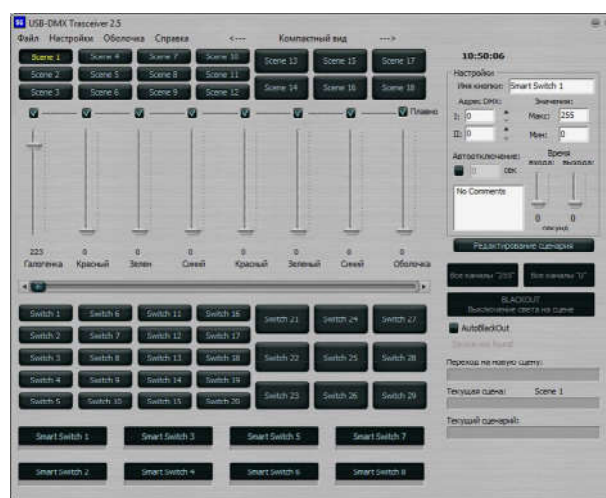 USB-DMX Trasceiver 2.5
Файл Настройки Оболочка Справка <--- Компактный вид --->
Scene 1 Scene 4 Scene 7 Scene 10 Scene 13 Scene 15 Scene 17
Scene 2 Scene 5 Scene 8 Scene 11
Scene 3 Scene 6 Scene 9 Scene 12 Scene 14 Scene 16 Scene 18
Плавно
223 0 0 0 0 0 0 0
Галогенка Красный Зелен Синий Красный Зеленый Синий Оболочка
Switch 1 Switch 6 Switch 11 Switch 16 Switch 21 Switch 24 Switch 27
Switch 2 Switch 7 Switch 12 Switch 17
Switch 3 Switch 8 Switch 13 Switch 18 Switch 22 Switch 25 Switch 28
Switch 4 Switch 9 Switch 14 Switch 19
Switch 5 Switch 10 Switch 15 Switch 20 Switch 23 Switch 26 Switch 29
Smart Switch 1 Smart Switch 3 Smart Switch 5 Smart Switch 7
Smart Switch 2 Smart Switch 4 Smart Switch 6 Smart Switch 8
10:50:06
Настройки
Имя кнопки: Smart Switch 1
Адрес DMX: Значения:
I: 0 Макс: 255
II: 0 Мин: 0
Автоотключение: Время
входа: выхода:
0 сек
No Comments
0 0
секунд
Редактирование сценария
Все каналы "255" Все каналы "0"
BLACKOUT
Выключение света на сцене
AutoBlackOut
Device not found
Переход на новую сцену:
Текущая сцена: Scene 1
Текущий сценарий: